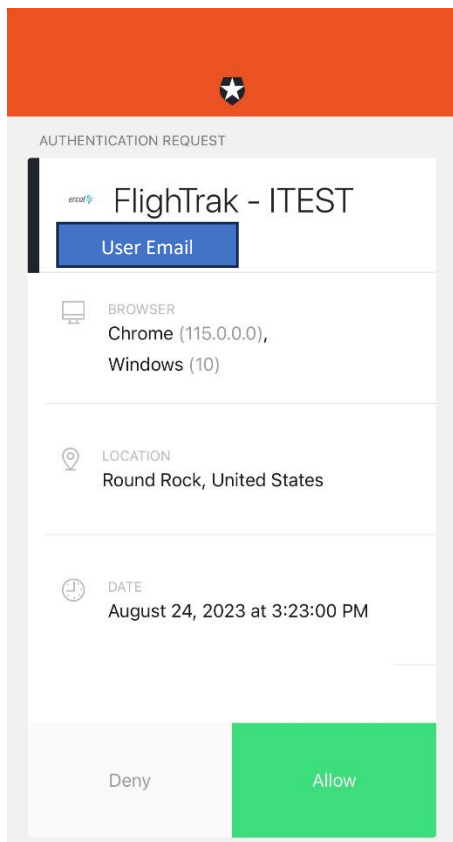 AUTHENTICATION REQUEST
ercot FlighTrak - ITEST
User Email
BROWSER
Chrome (115.0.0.0),
Windows (10)
LOCATION
Round Rock, United States
DATE
August 24, 2023 at 3:23:00 PM
Deny Allow